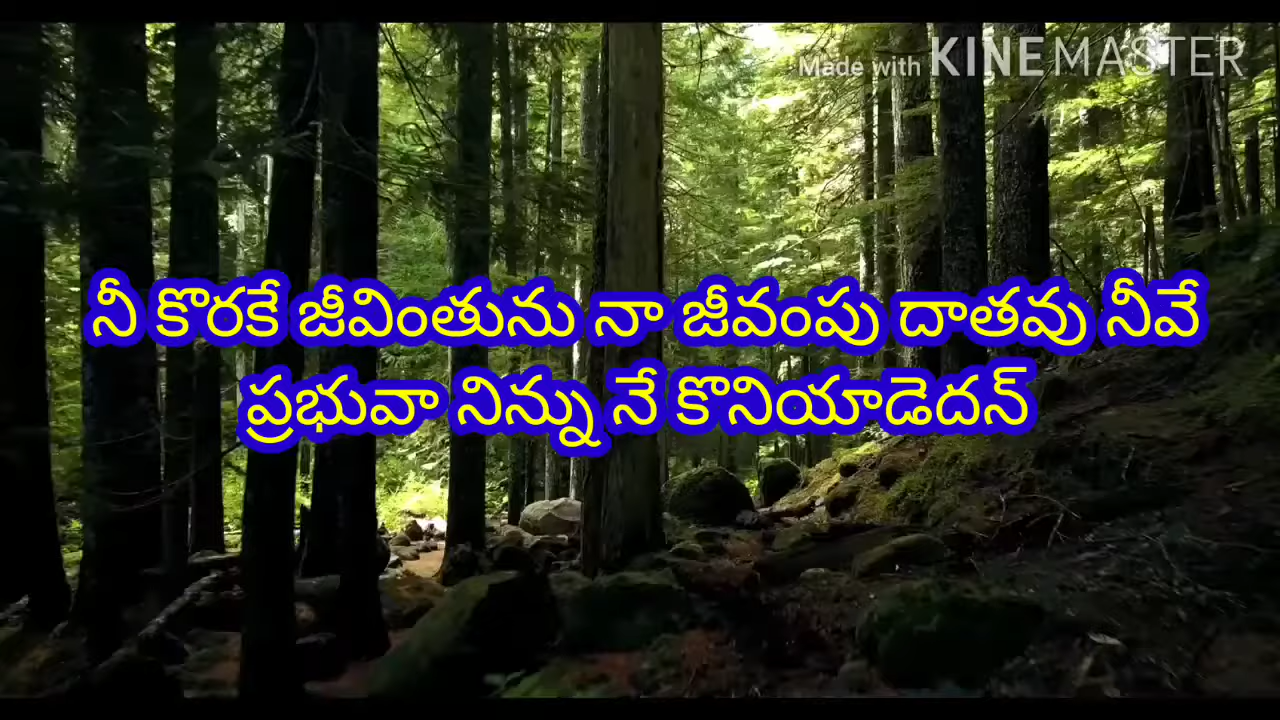 Made with KINEMASTER
నీ కొరకే జీవింతును నా జీవంపు దాతవు నీవే
ప్రభువా నిన్ను నే కొనియాడెదన్